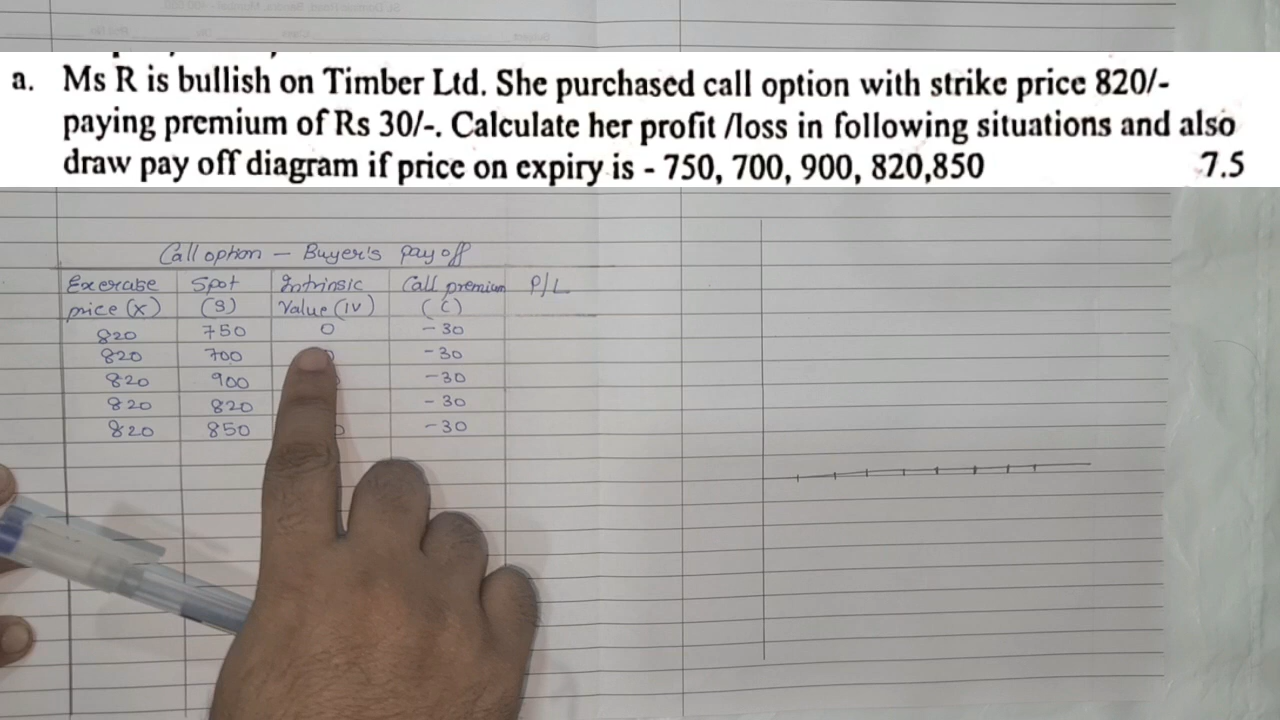 a. Ms R is bullish on Timber Ltd. She purchased call option with strike price 820/-
paying premium of Rs 30/-. Calculate her profit /loss in following situations and also
draw pay off diagram if price on expiry is - 750, 700, 900, 820,850 7.5
Call option - Buyer's pay off
Exercise Spot Intrinsic Call premium P/L
price (X) (S) Value (IV) (C)
820 750 0 -30
820 700 -30
820 900 -30
820 820 -30
820 850 -30